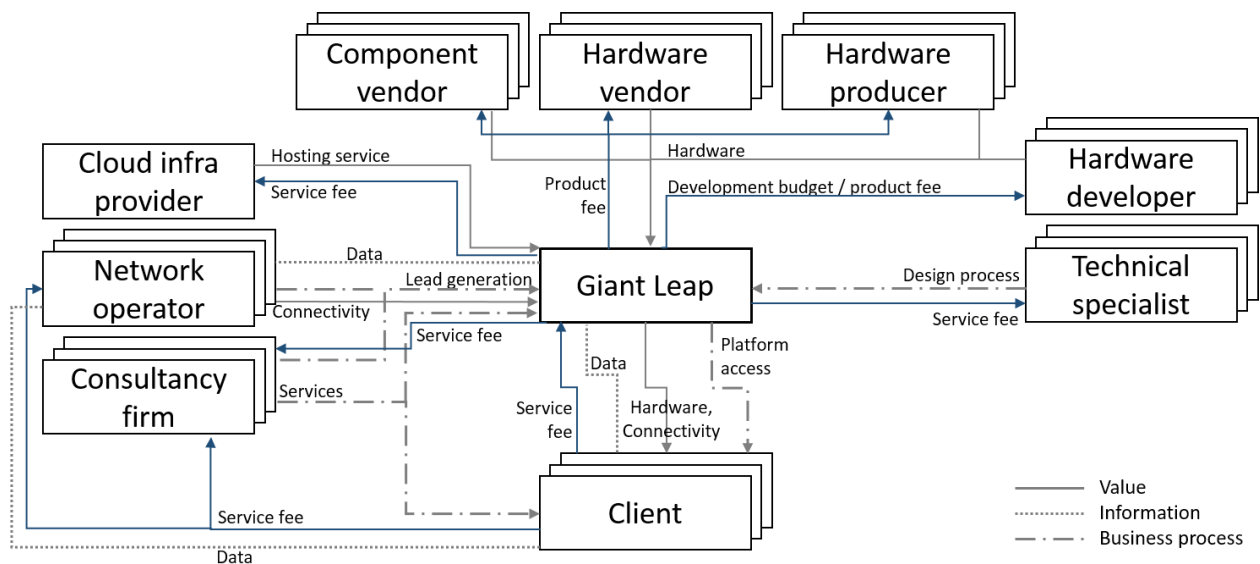 Component
vendor
Hardware
vendor
Hardware
producer
Cloud infra
provider
Hosting service
Service fee
Hardware
Hardware
developer
Product
fee
Development budget / product fee
Network
operator
Data
Lead generation
Connectivity
Giant Leap
Design process
Service fee
Technical
specialist
Consultancy
firm
Service fee
Services
Data
Platform
access
Service
fee
Hardware,
Connectivity
Client
Service fee
Data
Value
Information
Business process